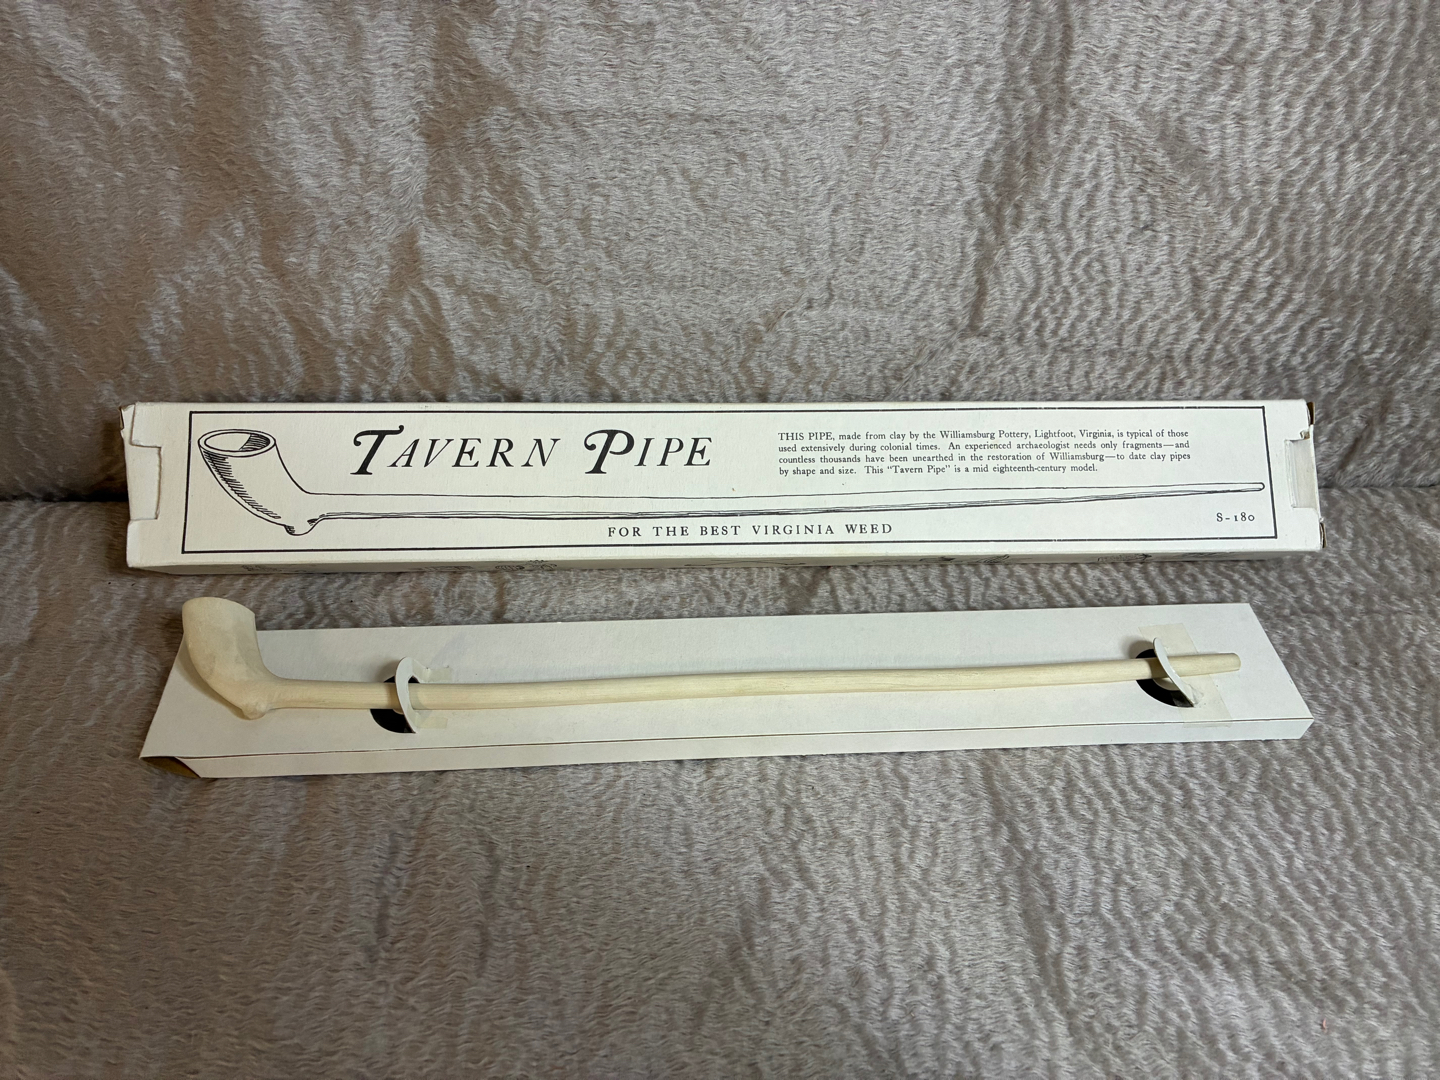 TAVERN PIPE
THIS PIPE, made from clay by the Williamsburg Pottery, Lightfoot, Virginia, is typical of those
used extensively during colonial times. An experienced archaeologist needs only fragments—and
countless thousands have been unearthed in the restoration of Williamsburg—to date clay pipes
by shape and size. This "Tavern Pipe" is a mid eighteenth-century model.
FOR THE BEST VIRGINIA WEED
S-180